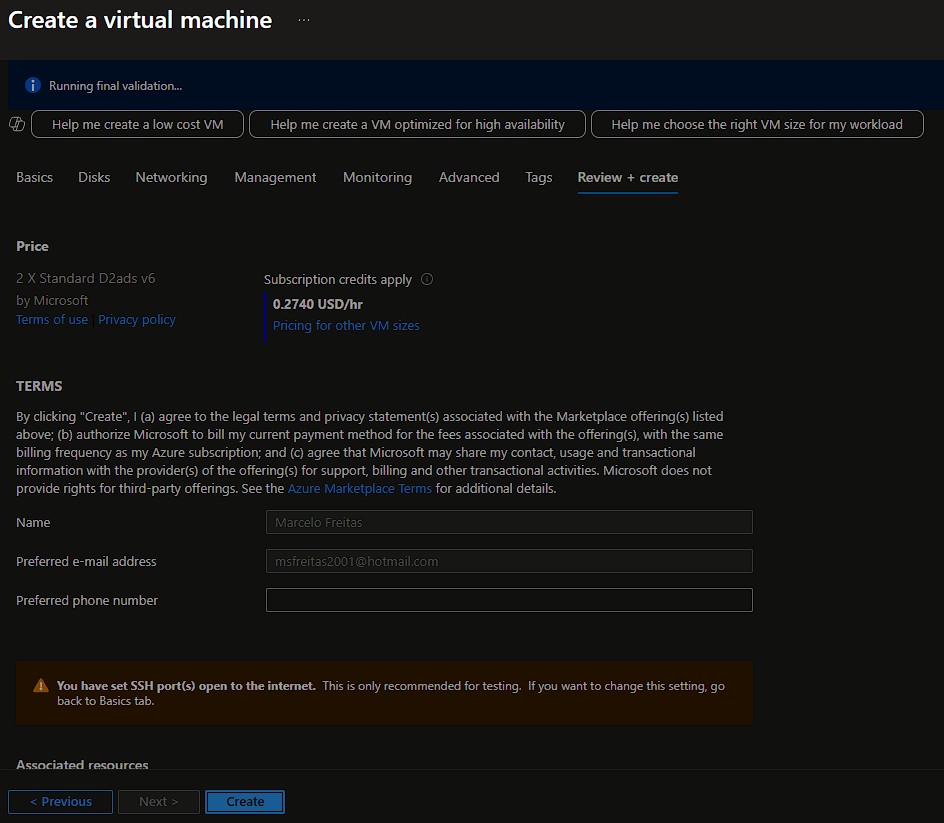 Create a virtual machine ...
Running final validation...
Help me create a low cost VM
Help me create a VM optimized for high availability
Help me choose the right VM size for my workload
Basics Disks Networking Management Monitoring Advanced Tags Review + create
Price
2 X Standard D2ads v6
by Microsoft
Terms of use | Privacy policy
Subscription credits apply
0.2740 USD/hr
Pricing for other VM sizes
TERMS
By clicking "Create", I (a) agree to the legal terms and privacy statement(s) associated with the Marketplace offering(s) listed
above; (b) authorize Microsoft to bill my current payment method for the fees associated with the offering(s), with the same
billing frequency as my Azure subscription; and (c) agree that Microsoft may share my contact, usage and transactional
information with the provider(s) of the offering(s) for support, billing and other transactional activities. Microsoft does not
provide rights for third-party offerings. See the Azure Marketplace Terms for additional details.
Name
Marcelo Freitas
Preferred e-mail address
msfreitas2001@hotmail.com
Preferred phone number
You have set SSH port(s) open to the internet. This is only recommended for testing. If you want to change this setting, go
back to Basics tab.
Associated resources
< Previous
Next >
Create